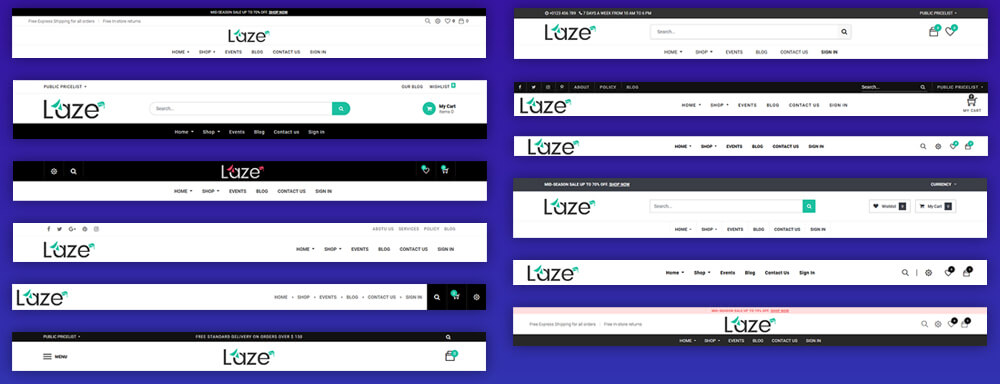 MID-SEASON SALE UP TO 70% OFF. SHOP NOW
Free Express Shipping for all orders | Free In-store returns
0 0
Laze
HOME SHOP EVENTS BLOG CONTACT US SIGN IN
PUBLIC PRICELIST OUR BLOG WISHLIST
Laze Search... My Cart
Items 0
Home Shop Events Blog Contact us Sign in
Laze
HOME SHOP EVENTS BLOG CONTACT US SIGN IN
ABOUT US SERVICES POLICY BLOG
Laze HOME SHOP EVENTS BLOG CONTACT US SIGN IN
Laze HOME SHOP EVENTS BLOG CONTACT US SIGN IN
PUBLIC PRICELIST FREE STANDARD DELIVERY ON ORDERS OVER $ 150
MENU Laze
+0123 456 789 7 DAYS A WEEK FROM 10 AM TO 6 PM PUBLIC PRICELIST
Laze Search...
HOME SHOP EVENTS BLOG CONTACT US SIGN IN
ABOUT POLICY BLOG Search... PUBLIC PRICELIST
Laze HOME SHOP EVENTS BLOG CONTACT US SIGN IN MY CART
Laze HOME SHOP EVENTS BLOG CONTACT US SIGN IN
MID-SEASON SALE UP TO 70% OFF. SHOP NOW CURRENCY
Laze Search... Wishlist 0 My Cart 0
HOME SHOP EVENTS BLOG CONTACT US SIGN IN
Laze Home Shop Events Blog Contact Us Sign In
MID-SEASON SALE UP TO 70% OFF. SHOP NOW
Free Express Shipping for all orders | Free In-store returns Laze
HOME SHOP EVENTS BLOG CONTACT US SIGN IN